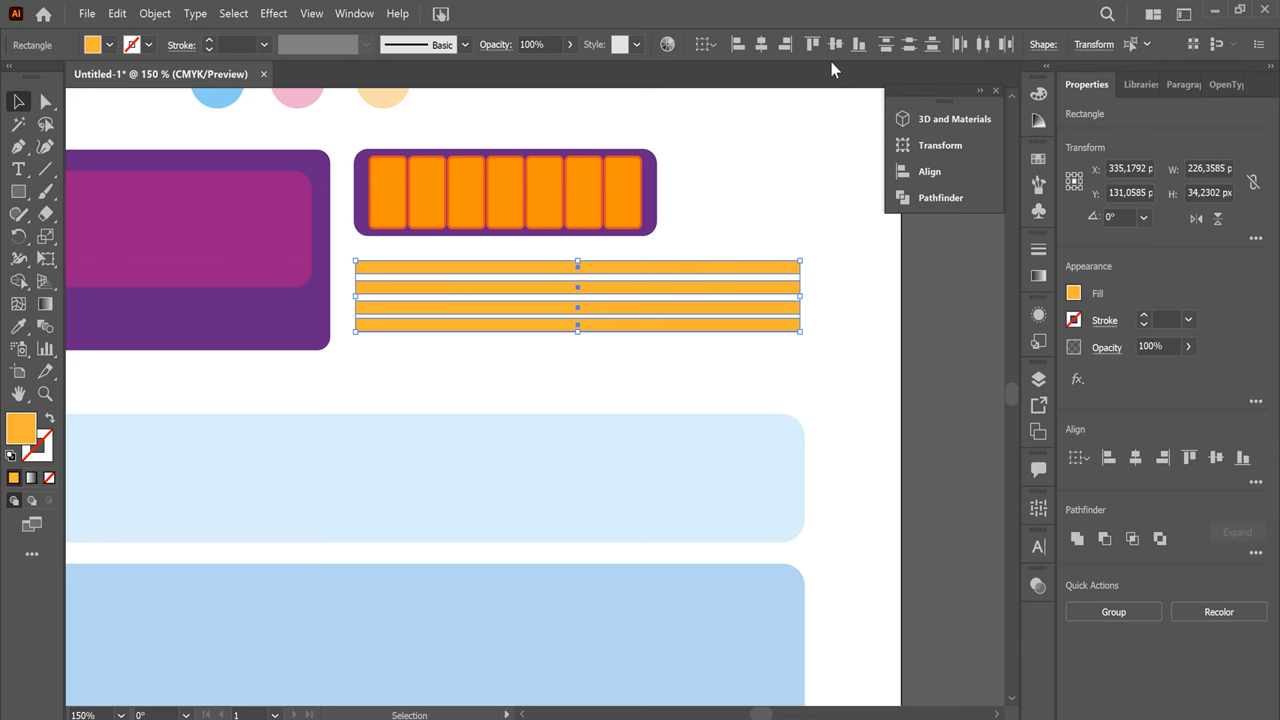 Ai File Edit Object Type Select Effect View Window Help
Rectangle Stroke: Basic Opacity: 100% Style: Shape: Transform
Untitled-1* @ 150 % (CMYK/Preview) ×
3D and Materials
Transform
Align
Pathfinder
Properties Librarie: Paragra OpenTy
Rectangle
Transform
X: 335,1792 p W: 226,3585 p
Y: 131,0585 p H: 34,2302 px
0°
Appearance
Fill
Stroke
Opacity 100%
fx.
Align
Pathfinder
Expand
Quick Actions
Group Recolor
150% 0° 1 Selection